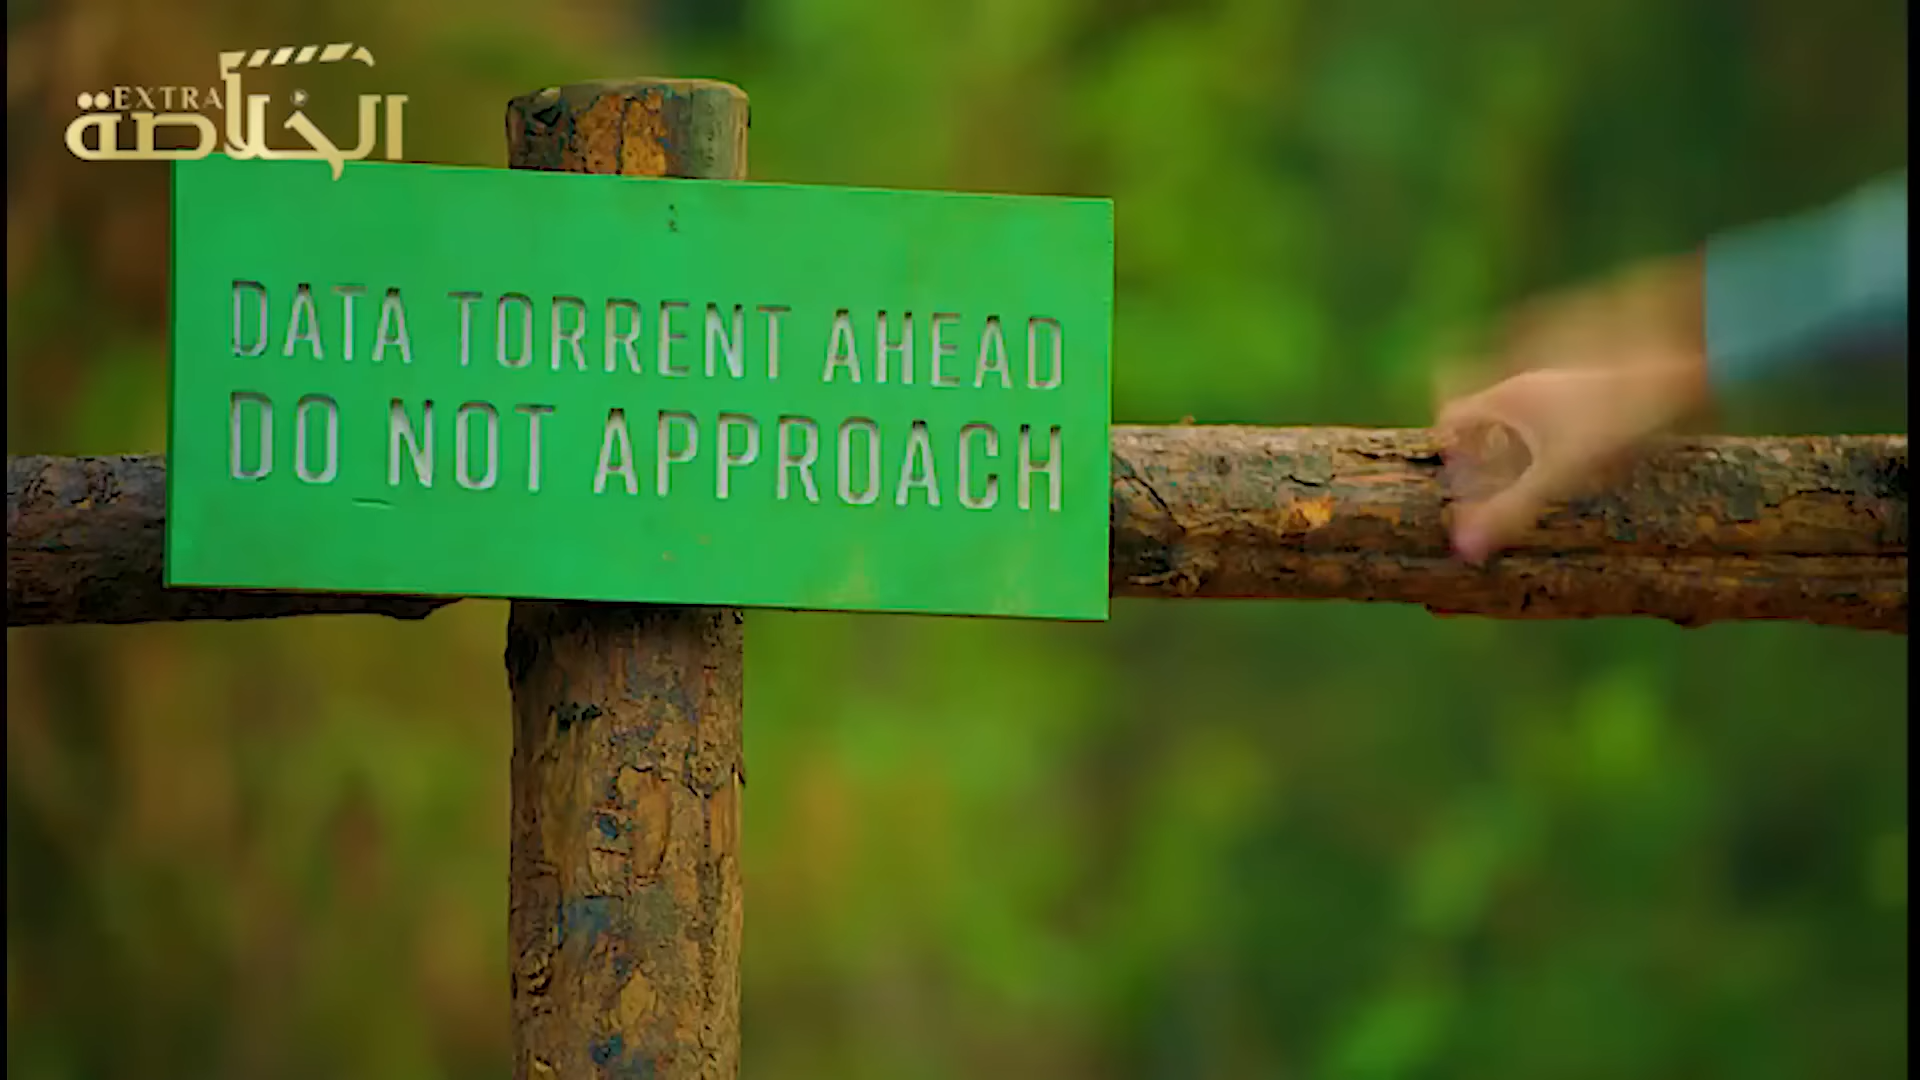 EXTRA
الخلاصة
DATA TORRENT AHEAD
DO NOT APPROACH